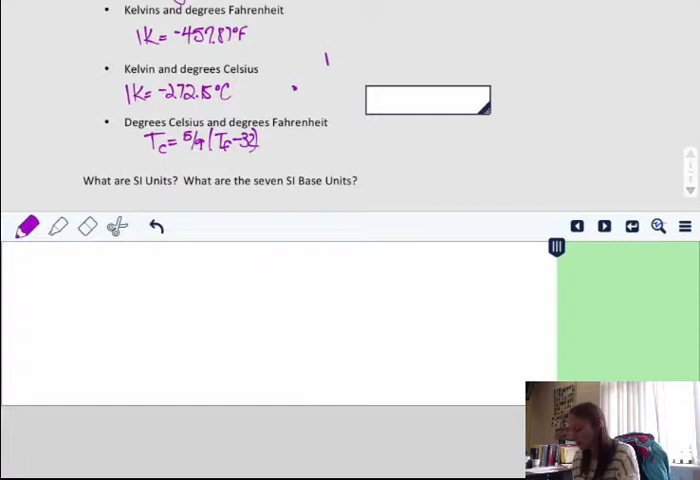 • Kelvins and degrees Fahrenheit
1K = -457.87°F
• Kelvin and degrees Celsius
1K = -272.15°C
• Degrees Celsius and degrees Fahrenheit
Tc = 5/9 (TF-32)
What are SI Units? What are the seven SI Base Units?